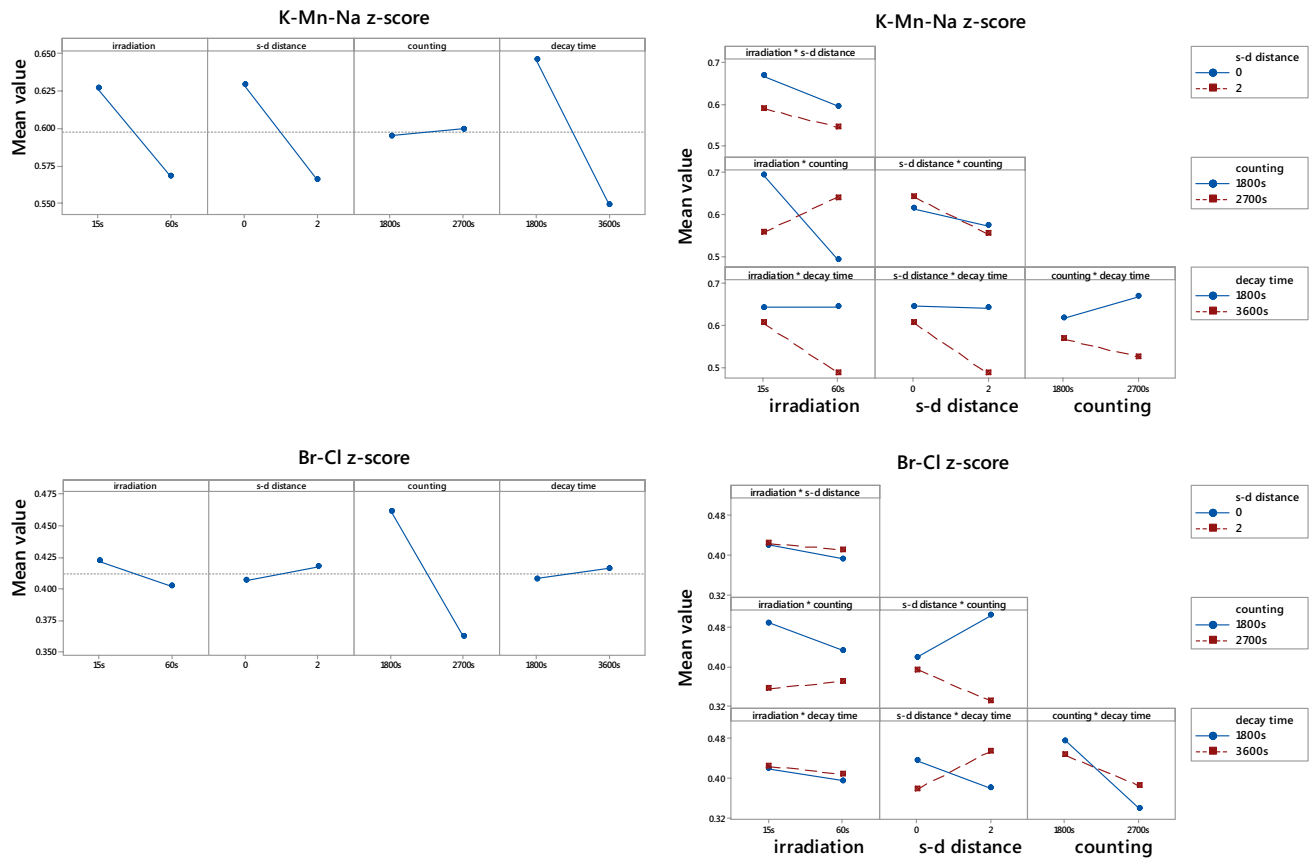 K-Mn-Na z-score
irradiation s-d distance counting decay time
Mean value
0.650
0.625
0.600
0.575
0.550
15s 60s 0 2 1800s 2700s 1800s 3600s
K-Mn-Na z-score
irradiation * s-d distance
Mean value
0.7
0.6
0.5
irradiation * counting s-d distance * counting
0.7
0.6
0.5
irradiation * decay time s-d distance * decay time counting * decay time
0.6
0.5
15s 60s 0 2 1800s 2700s
irradiation s-d distance counting
s-d distance
0
2
counting
1800s
2700s
decay time
1800s
3600s
Br-Cl z-score
irradiation s-d distance counting decay time
Mean value
0.475
0.450
0.425
0.400
0.375
0.350
15s 60s 0 2 1800s 2700s 1800s 3600s
Br-Cl z-score
irradiation * s-d distance
Mean value
0.48
0.40
0.32
irradiation * counting s-d distance * counting
0.48
0.40
0.32
irradiation * decay time s-d distance * decay time counting * decay time
0.48
0.40
0.32
15s 60s 0 2 1800s 2700s
irradiation s-d distance counting
s-d distance
0
2
counting
1800s
2700s
decay time
1800s
3600s